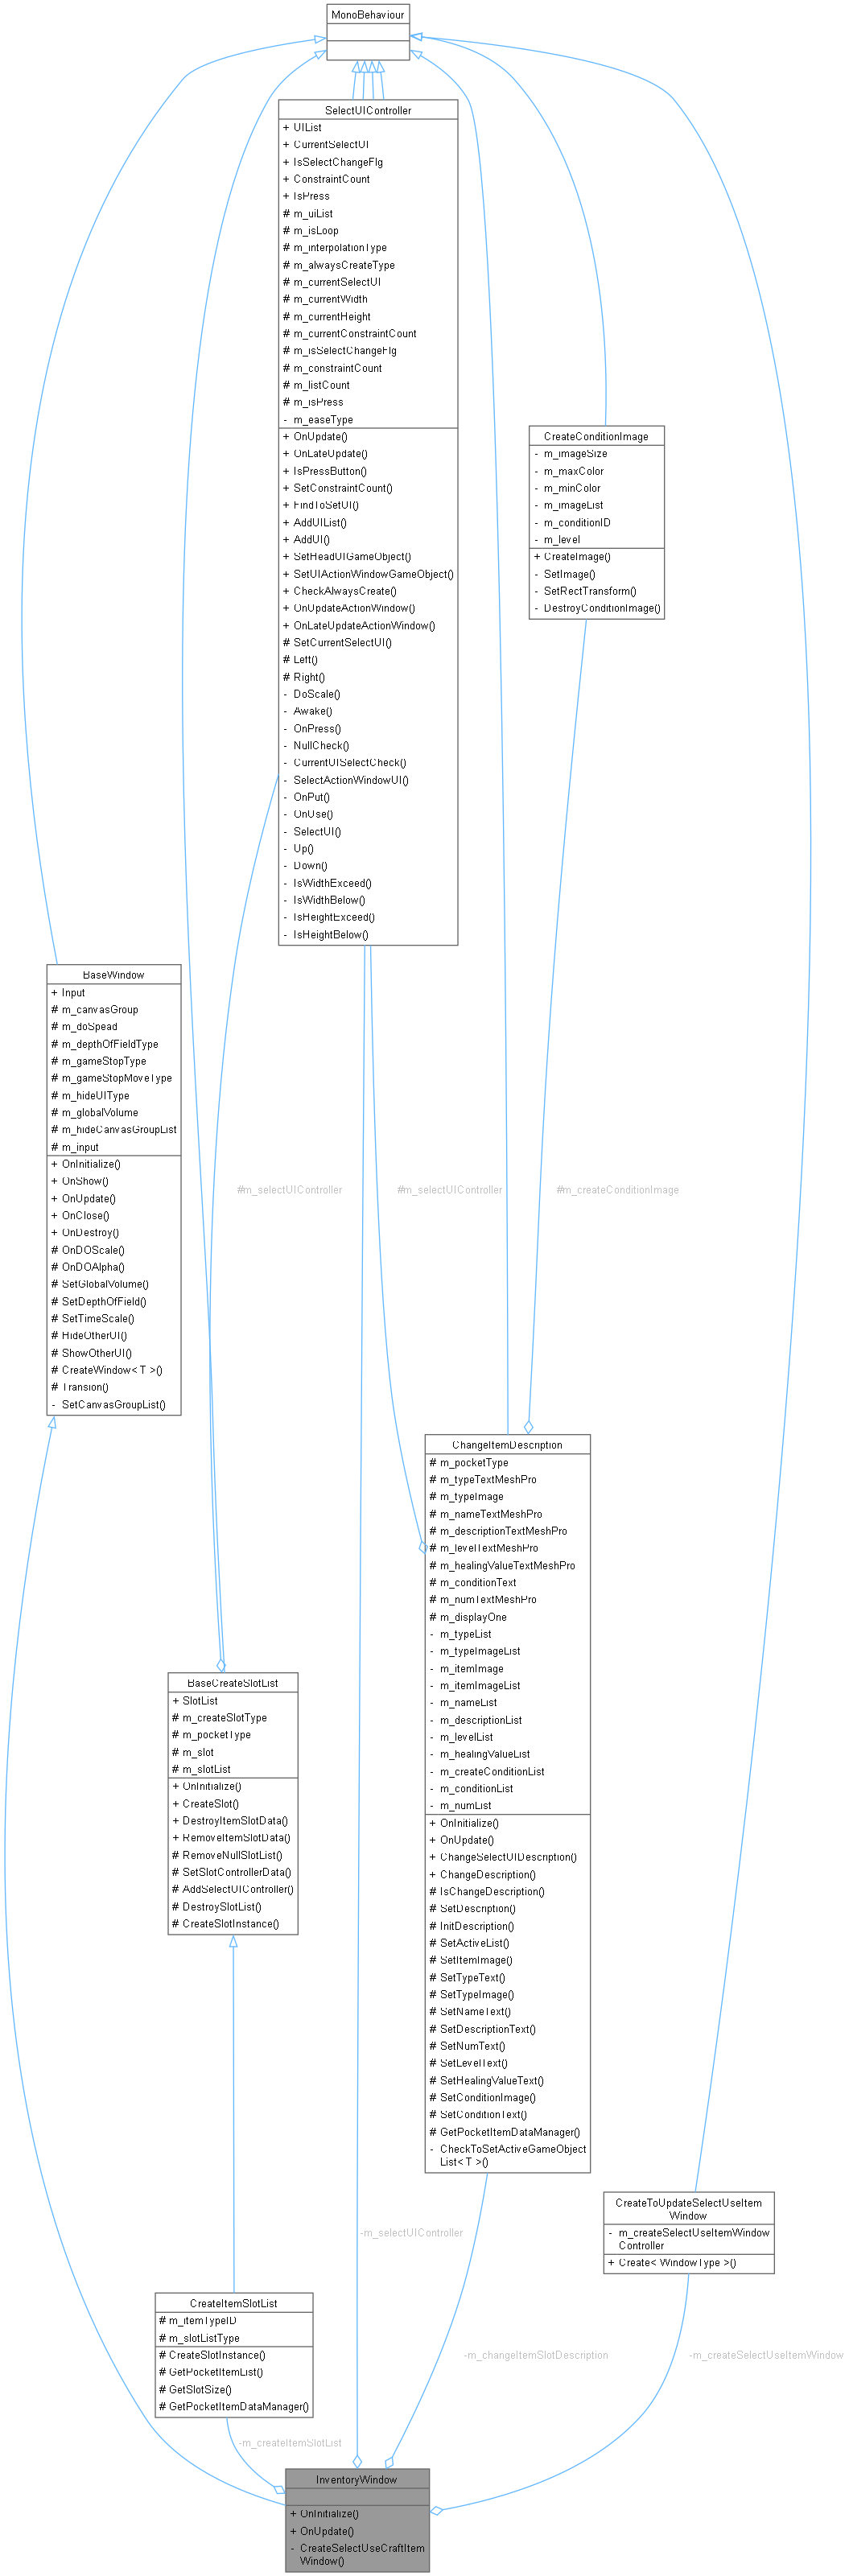 MonoBehaviour
SelectUIController
+ UIList
+ CurrentSelectUI
+ IsSelectChangeFlg
+ ConstraintCount
+ IsPress
# m_uiList
# m_isLoop
# m_interpolationType
# m_alwaysCreateType
# m_currentSelectUI
# m_currentWidth
# m_currentHeight
# m_currentConstraintCount
# m_isSelectChangeFlg
# m_constraintCount
# m_listCount
# m_isPress
- m_easeType
+ OnUpdate()
+ OnLateUpdate()
+ IsPressButton()
+ SetConstraintCount()
+ FindToSetUI()
+ AddUIList()
+ AddUI()
+ SetHeadUIGameObject()
+ SetUIActionWindowGameObject()
+ CheckAlwaysCreate()
+ OnUpdateActionWindow()
+ OnLateUpdateActionWindow()
# SetCurrentSelectUI()
# Left()
# Right()
- DoScale()
- Awake()
- OnPress()
- NullCheck()
- CurrentUISelectCheck()
- SelectActionWindowUI()
- OnPut()
- OnUse()
- SelectUI()
- Up()
- Down()
- IsWidthExceed()
- IsWidthBelow()
- IsHeightExceed()
- IsHeightBelow()
CreateConditionImage
- m_imageSize
- m_maxColor
- m_minColor
- m_imageList
- m_conditionID
- m_level
+ CreateImage()
- SetImage()
- SetRectTransform()
- DestroyConditionImage()
BaseWindow
+ Input
# m_canvasGroup
# m_doSpead
# m_depthOfFieldType
# m_gameStopType
# m_gameStopMoveType
# m_hideUIType
# m_globalVolume
# m_hideCanvasGroupList
# m_input
+ OnInitialize()
+ OnShow()
+ OnUpdate()
+ OnClose()
+ OnDestroy()
# OnDOScale()
# OnDOAlpha()
# SetGlobalVolume()
# SetDepthOfField()
# SetTimeScale()
# HideOtherUI()
# ShowOtherUI()
# CreateWindow< T >()
# Transion()
- SetCanvasGroupList()
#m_selectUIController
#m_selectUIController
#m_createConditionImage
ChangeItemDescription
# m_pocketType
# m_typeTextMeshPro
# m_typeImage
# m_nameTextMeshPro
# m_descriptionTextMeshPro
# m_levelTextMeshPro
# m_healingValueTextMeshPro
# m_conditionText
# m_numTextMeshPro
# m_displayOne
- m_typeList
- m_typeImageList
- m_itemImage
- m_itemImageList
- m_nameList
- m_descriptionList
- m_levelList
- m_healingValueList
- m_createConditionList
- m_conditionList
- m_numList
+ OnInitialize()
+ OnUpdate()
+ ChangeSelectUIDescription()
+ ChangeDescription()
# IsChangeDescription()
# SetDescription()
# InitDescription()
# SetActiveList()
# SetItemImage()
# SetTypeText()
# SetTypeImage()
# SetNameText()
# SetDescriptionText()
# SetNumText()
# SetLevelText()
# SetHealingValueText()
# SetConditionImage()
# SetConditionText()
# GetPocketItemDataManager()
- CheckToSetActiveGameObject
List< T >()
BaseCreateSlotList
+ SlotList
# m_createSlotType
# m_pocketType
# m_slot
# m_slotList
+ OnInitialize()
+ CreateSlot()
+ DestroyItemSlotData()
+ RemoveItemSlotData()
# RemoveNullSlotList()
# SetSlotControllerData()
# AddSelectUIController()
# DestroySlotList()
# CreateSlotInstance()
CreateToUpdateSelectUseItem
Window
- m_createSelectUseItemWindow
Controller
+ Create< WindowType >()
-m_selectUIController
CreateItemSlotList
# m_itemTypeID
# m_slotListType
# CreateSlotInstance()
# GetPocketItemList()
# GetSlotSize()
# GetPocketItemDataManager()
-m_changeItemSlotDescription
-m_createSelectUseItemWindow
-m_createItemSlotList
InventoryWindow
+ OnInitialize()
+ OnUpdate()
- CreateSelectUseCraftItem
Window()